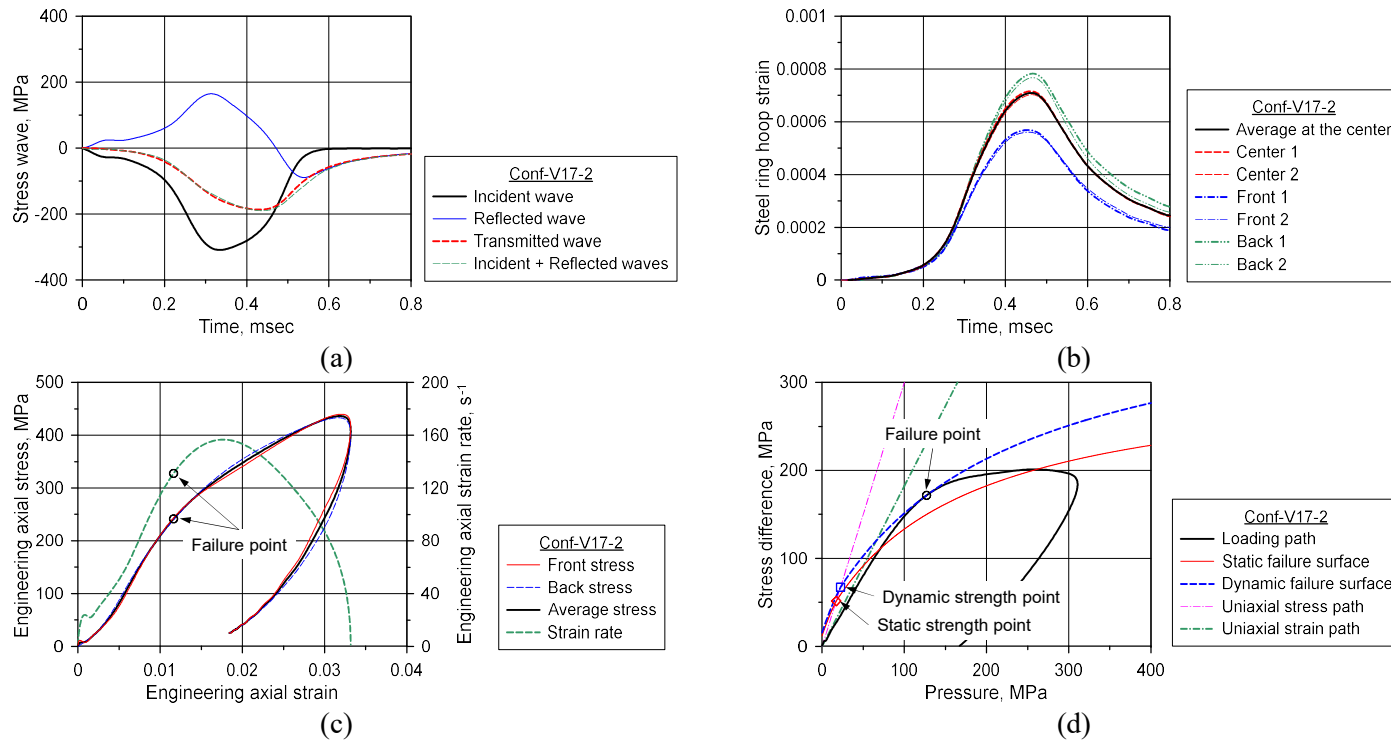 400
200
0
-200
-400
Stress wave, MPa
0
0.2
0.4
0.6
0.8
Time, msec
Conf-V17-2
Incident wave
Reflected wave
Transmitted wave
Incident + Reflected waves
(a)
0.001
0.0008
0.0006
0.0004
0.0002
0
Steel ring hoop strain
0
0.2
0.4
0.6
0.8
Time, msec
Conf-V17-2
Average at the center
Center 1
Center 2
Front 1
Front 2
Back 1
Back 2
(b)
500
400
300
200
100
0
Engineering axial stress, MPa
200
160
120
80
40
0
Engineering axial strain rate, s⁻¹
Failure point
0
0.01
0.02
0.03
0.04
Engineering axial strain
Conf-V17-2
Front stress
Back stress
Average stress
Strain rate
(c)
300
200
100
0
Stress difference, MPa
Failure point
Dynamic strength point
Static strength point
0
100
200
300
400
Pressure, MPa
Conf-V17-2
Loading path
Static failure surface
Dynamic failure surface
Uniaxial stress path
Uniaxial strain path
(d)